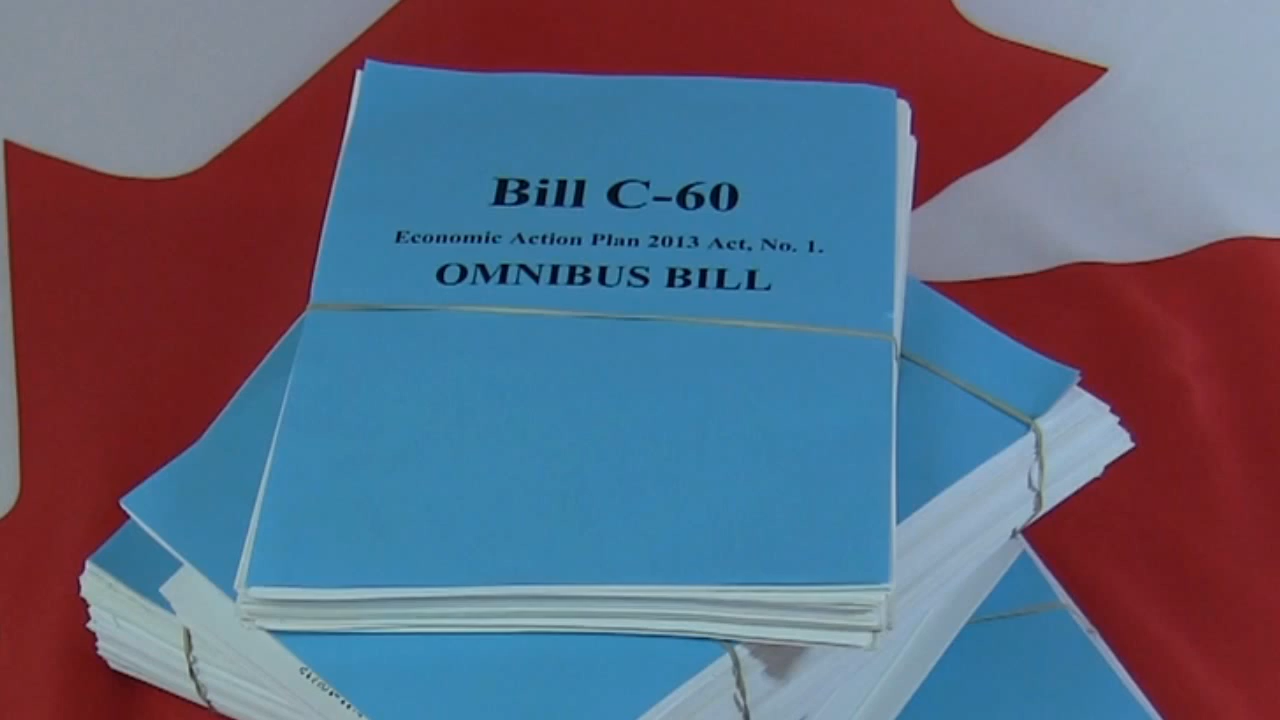 Bill C-60
Economic Action Plan 2013 Act, No. 1.
OMNIBUS BILL